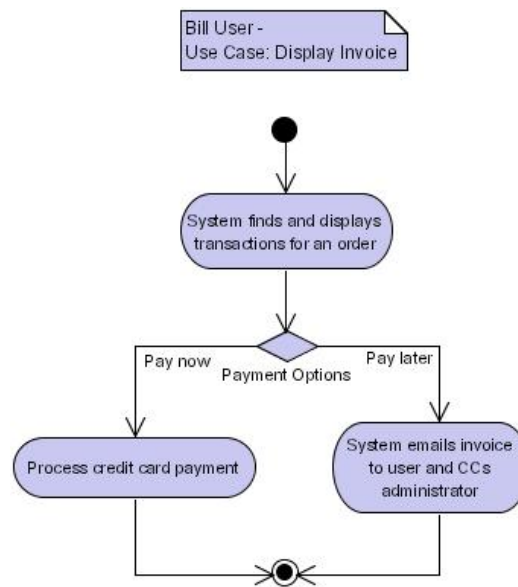 Bill User -
Use Case: Display Invoice
System finds and displays
transactions for an order
Pay now
Pay later
Payment Options
Process credit card payment
System emails invoice
to user and CCs
administrator